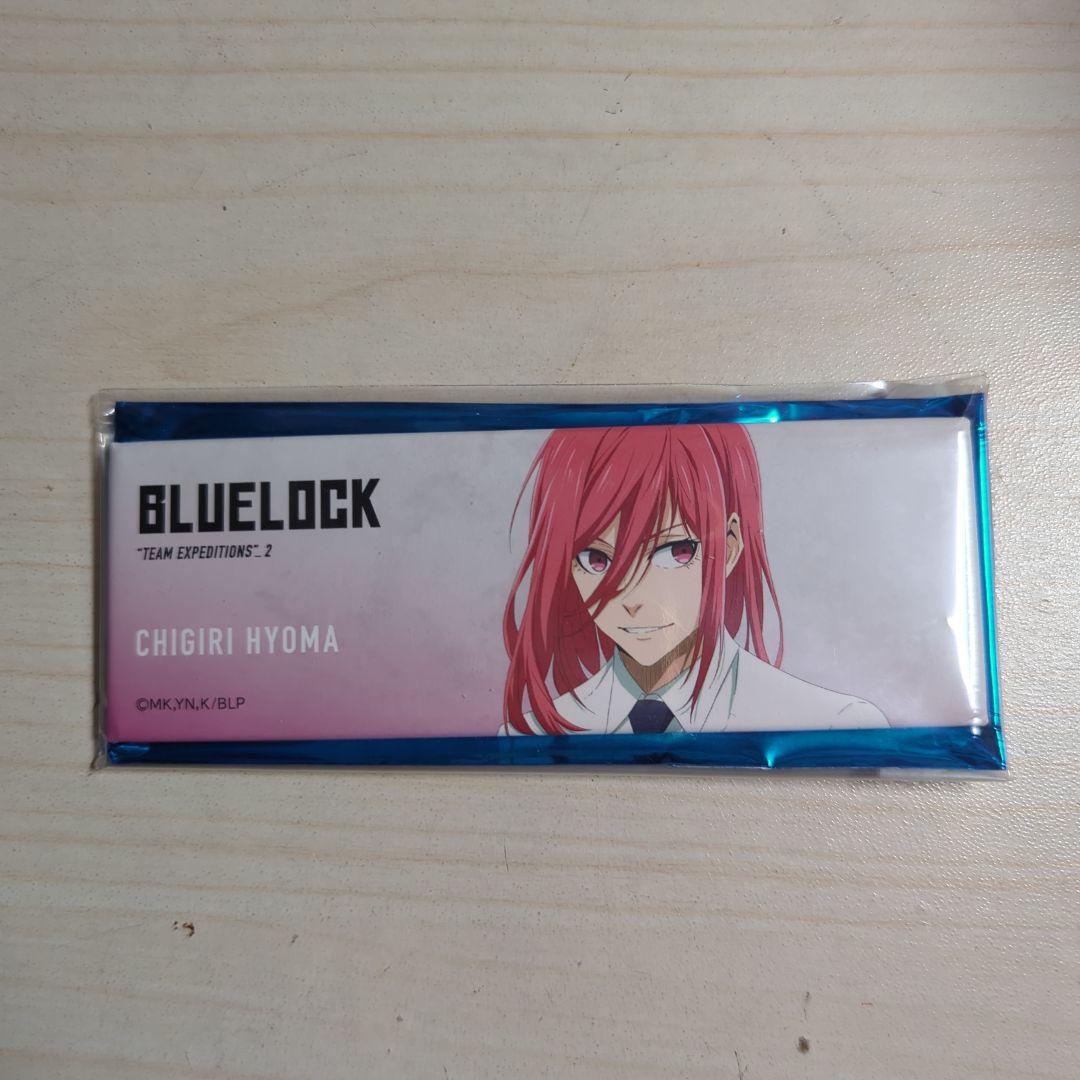 BLUELOCK
"TEAM EXPEDITIONS"_2
CHIGIRI HYOMA
©MK,YN,K/BLP